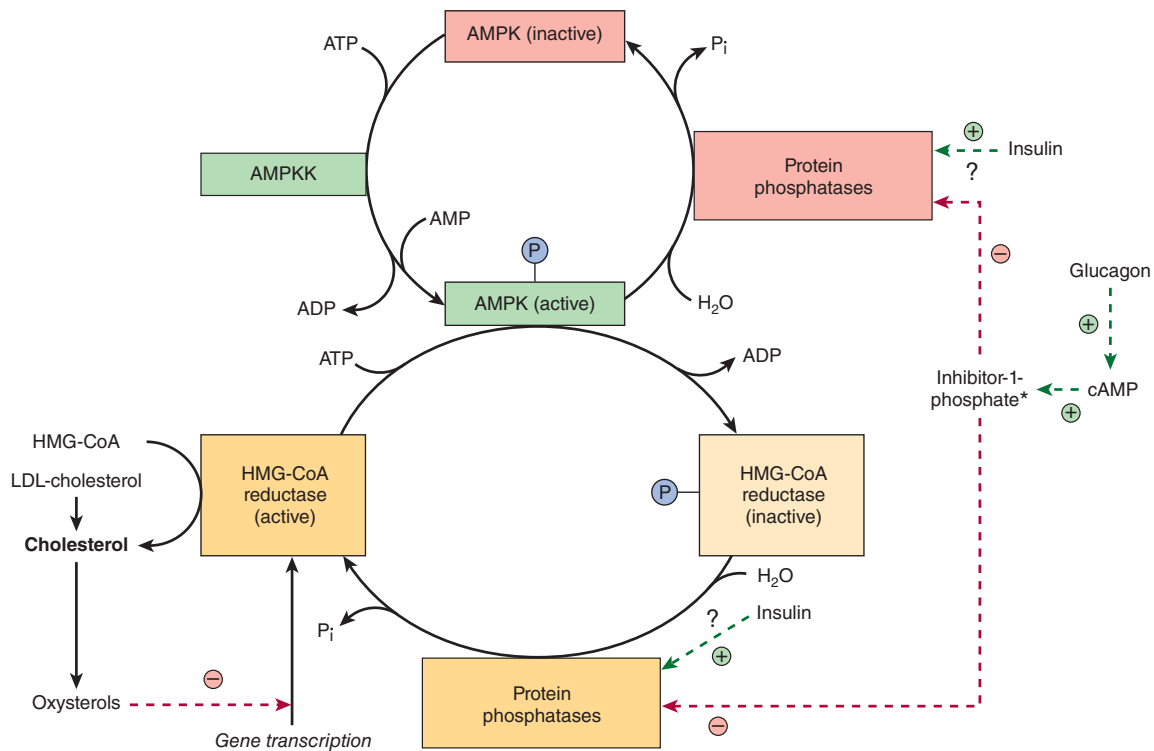 AMPK (inactive)
ATP
Pi
+
Insulin
?
AMPKK
Protein
phosphatases
AMP
P
−
Glucagon
ADP
AMPK (active)
H2O
+
ATP
ADP
Inhibitor-1-
phosphate*
cAMP
+
HMG-CoA
LDL-cholesterol
Cholesterol
HMG-CoA
reductase
(active)
P
HMG-CoA
reductase
(inactive)
H2O
Pi
?
Insulin
+
−
Oxysterols
Protein
phosphatases
−
Gene transcription